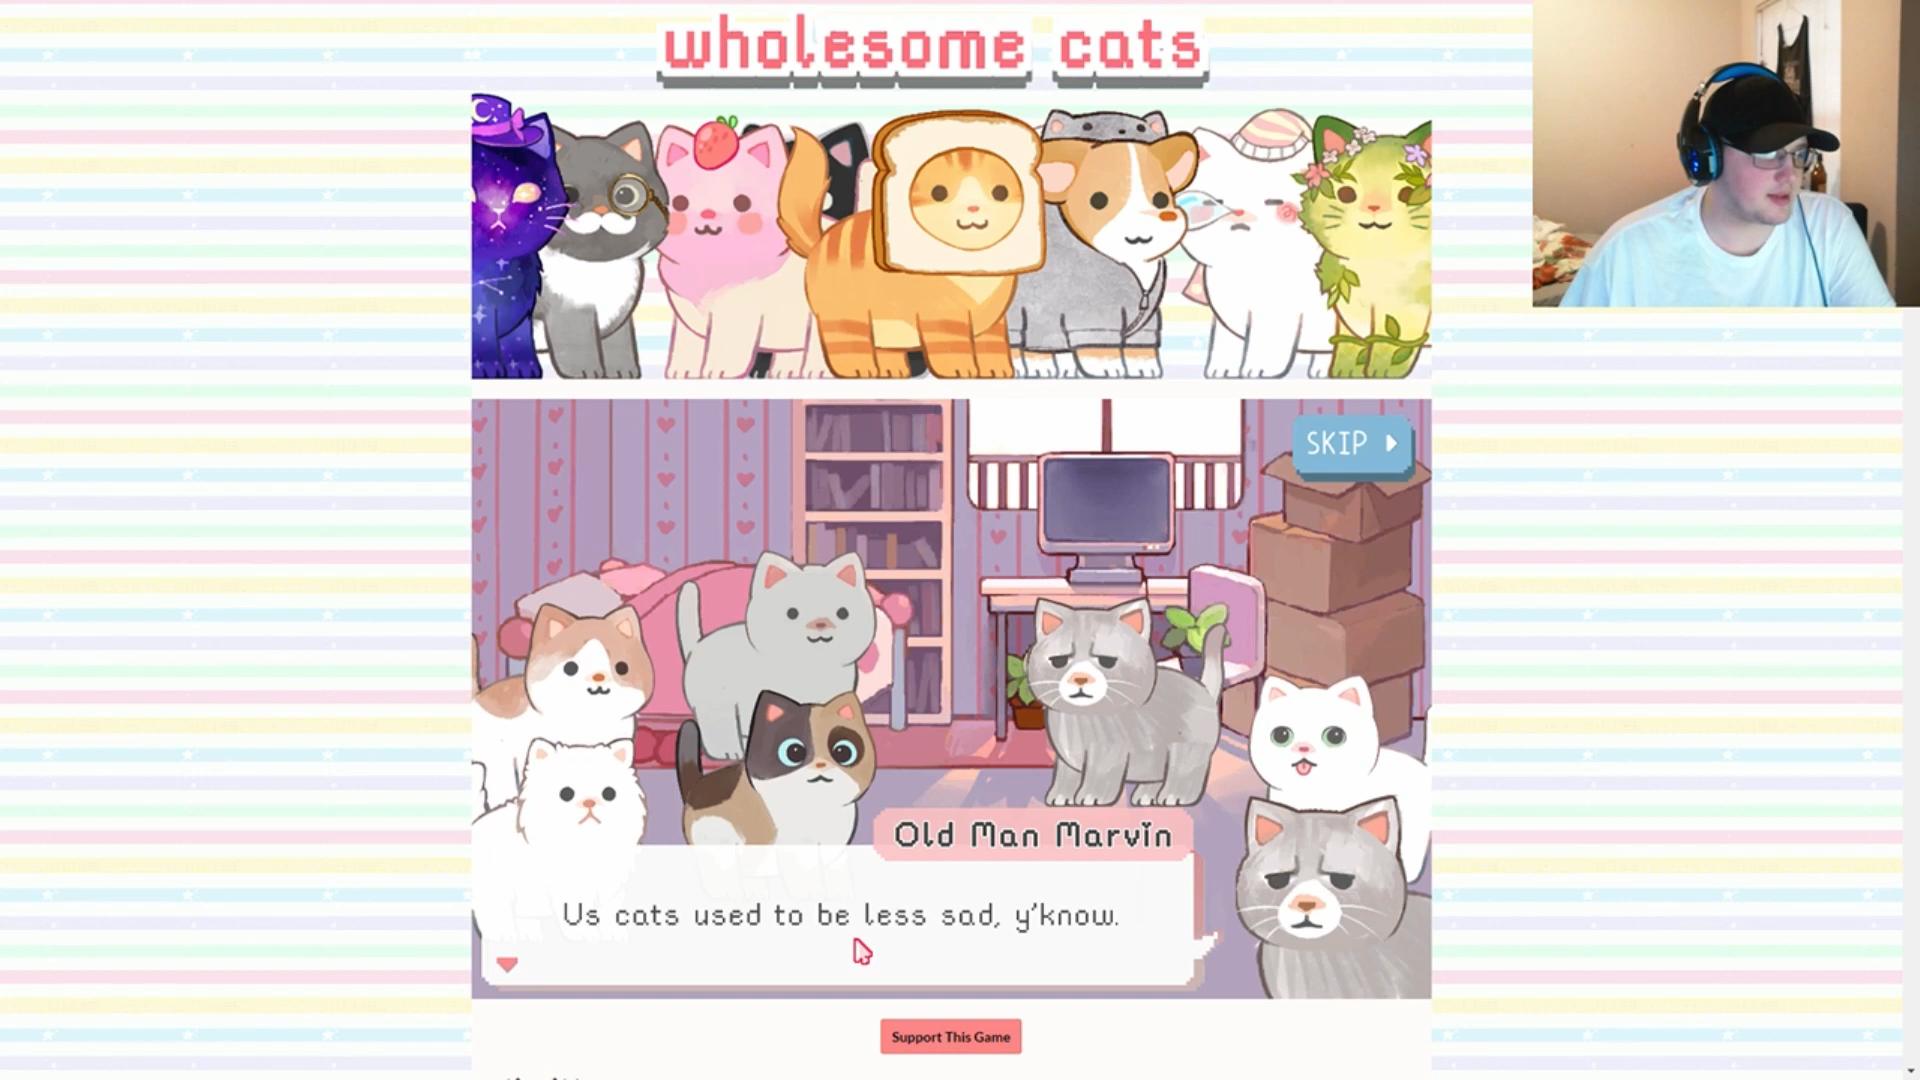 wholesome cats
SKIP
Old Man Marvin
Us cats used to be less sad, y'know.
Support This Game